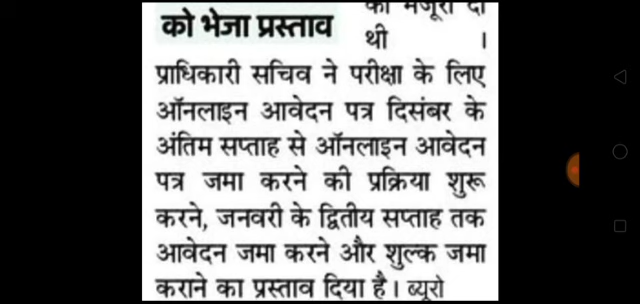 को भेजा प्रस्ताव
को मंजूरी दी
थी ।
प्राधिकारी सचिव ने परीक्षा के लिए
ऑनलाइन आवेदन पत्र दिसंबर के
अंतिम सप्ताह से ऑनलाइन आवेदन
पत्र जमा करने की प्रक्रिया शुरू
करने, जनवरी के द्वितीय सप्ताह तक
आवेदन जमा करने और शुल्क जमा
कराने का प्रस्ताव दिया है। ब्यूरो